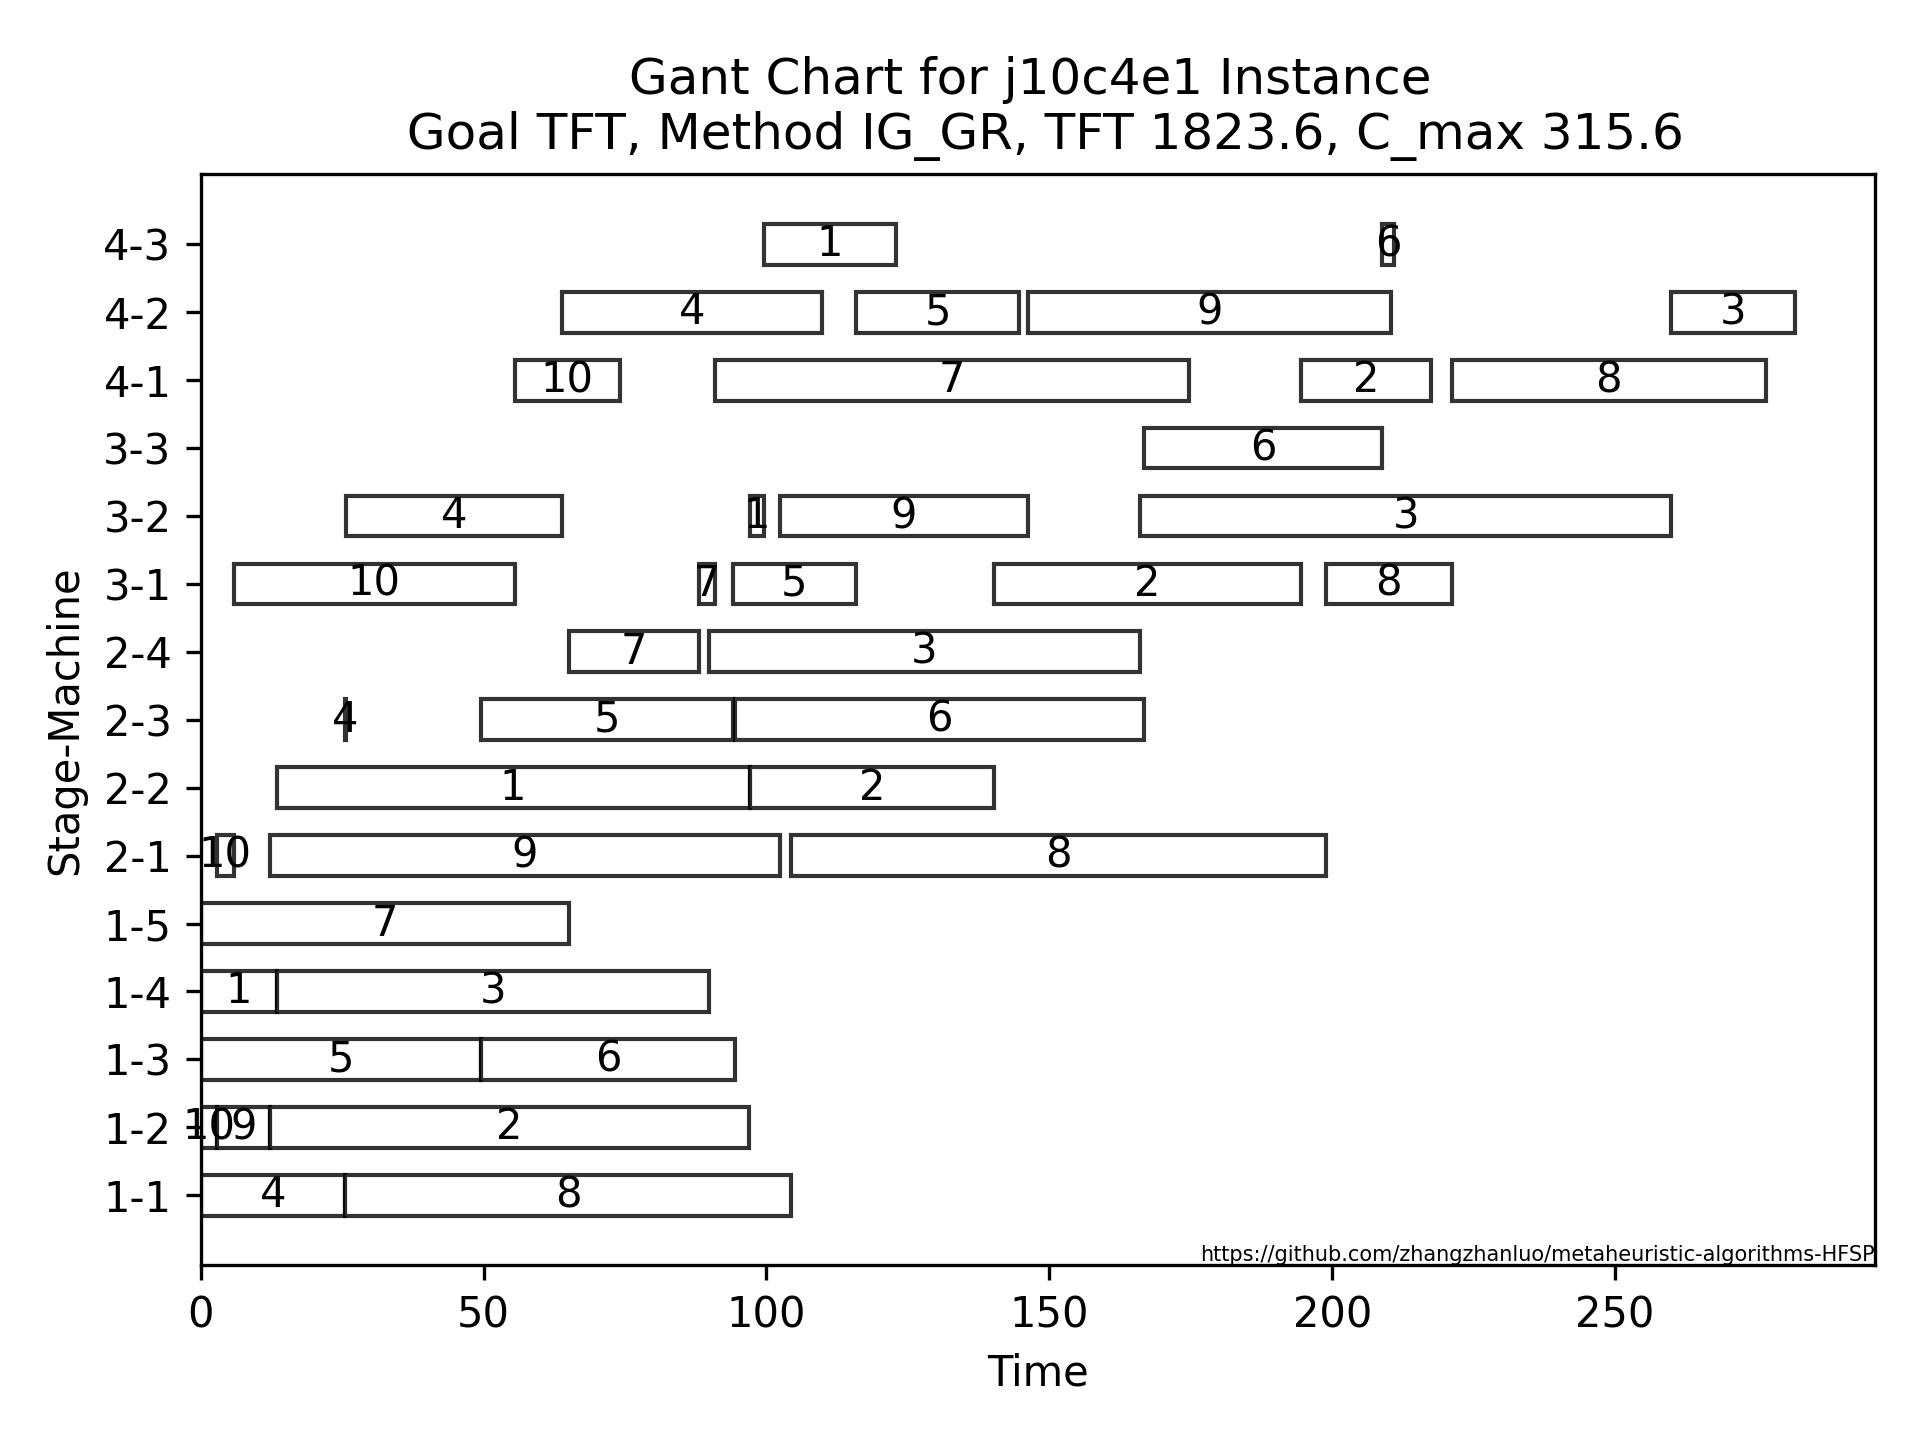 Gant Chart for j10c4e1 Instance
Goal TFT, Method IG_GR, TFT 1823.6, C_max 315.6
4-3 1 6
4-2 4 5 9 3
4-1 10 7 2 8
3-3 6
3-2 4 1 9 3
3-1 10 7 5 2 8
2-4 7 3
2-3 4 5 6
2-2 1 2
2-1 10 9 8
1-5 7
1-4 1 3
1-3 5 6
1-2 10 9 2
1-1 4 8
Stage-Machine
https://github.com/zhangzhanluo/metaheuristic-algorithms-HFSP
0 50 100 150 200 250
Time